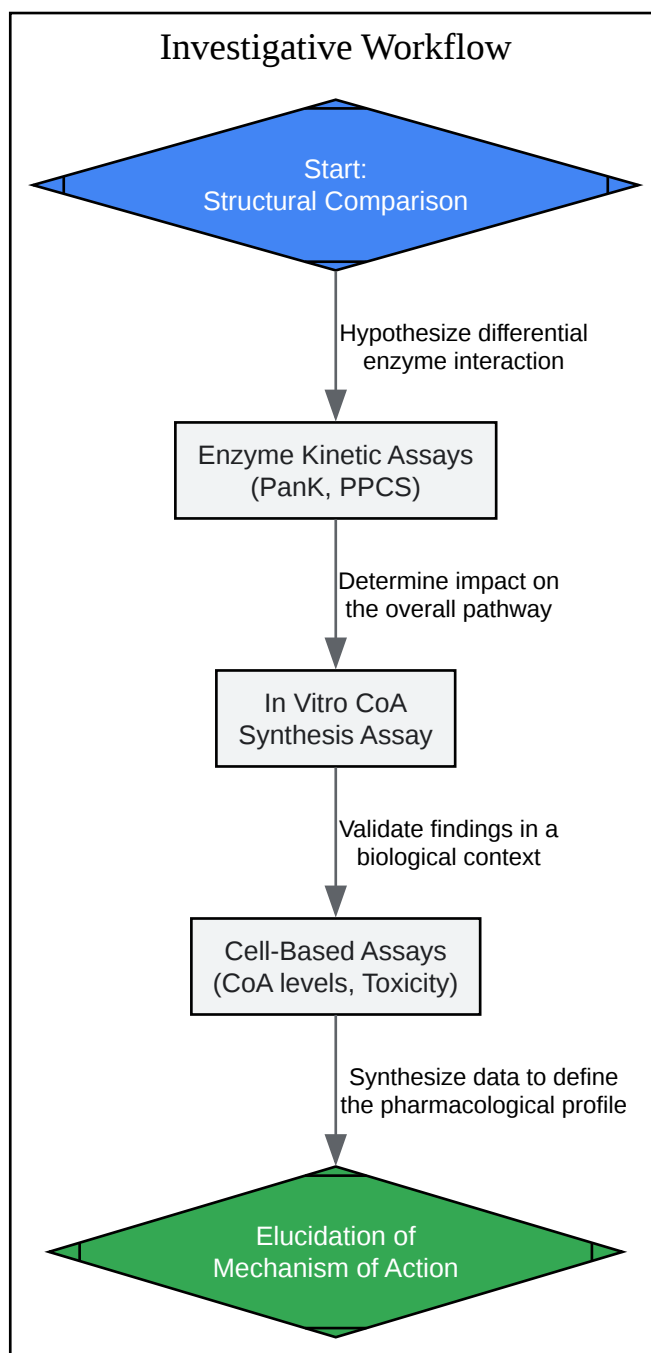 Investigative Workflow
Start:
Structural Comparison
Hypothesize differential
enzyme interaction
Enzyme Kinetic Assays
(PanK, PPCS)
Determine impact on
the overall pathway
In Vitro CoA
Synthesis Assay
Validate findings in a
biological context
Cell-Based Assays
(CoA levels, Toxicity)
Synthesize data to define
the pharmacological profile
Elucidation of
Mechanism of Action